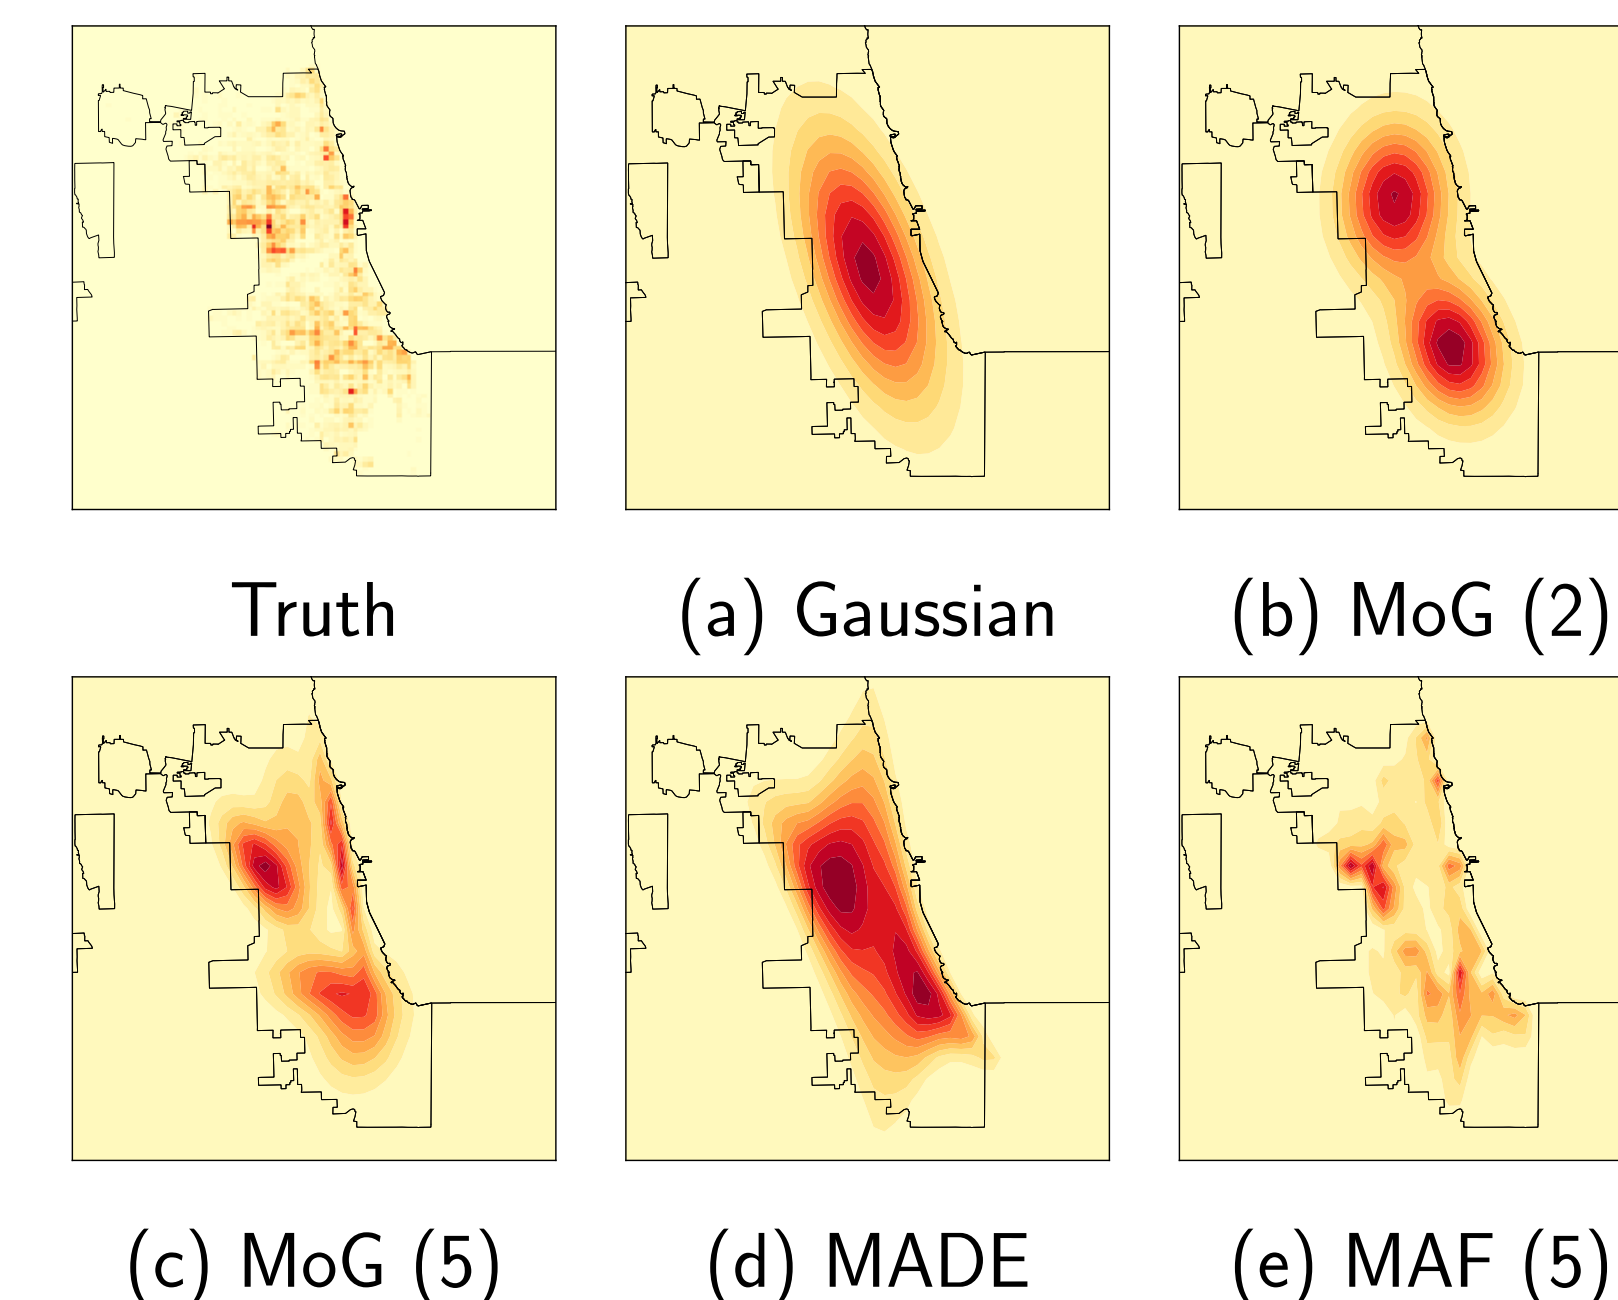 Truth
(a) Gaussian
(b) MoG (2)
(c) MoG (5)
(d) MADE
(e) MAF (5)